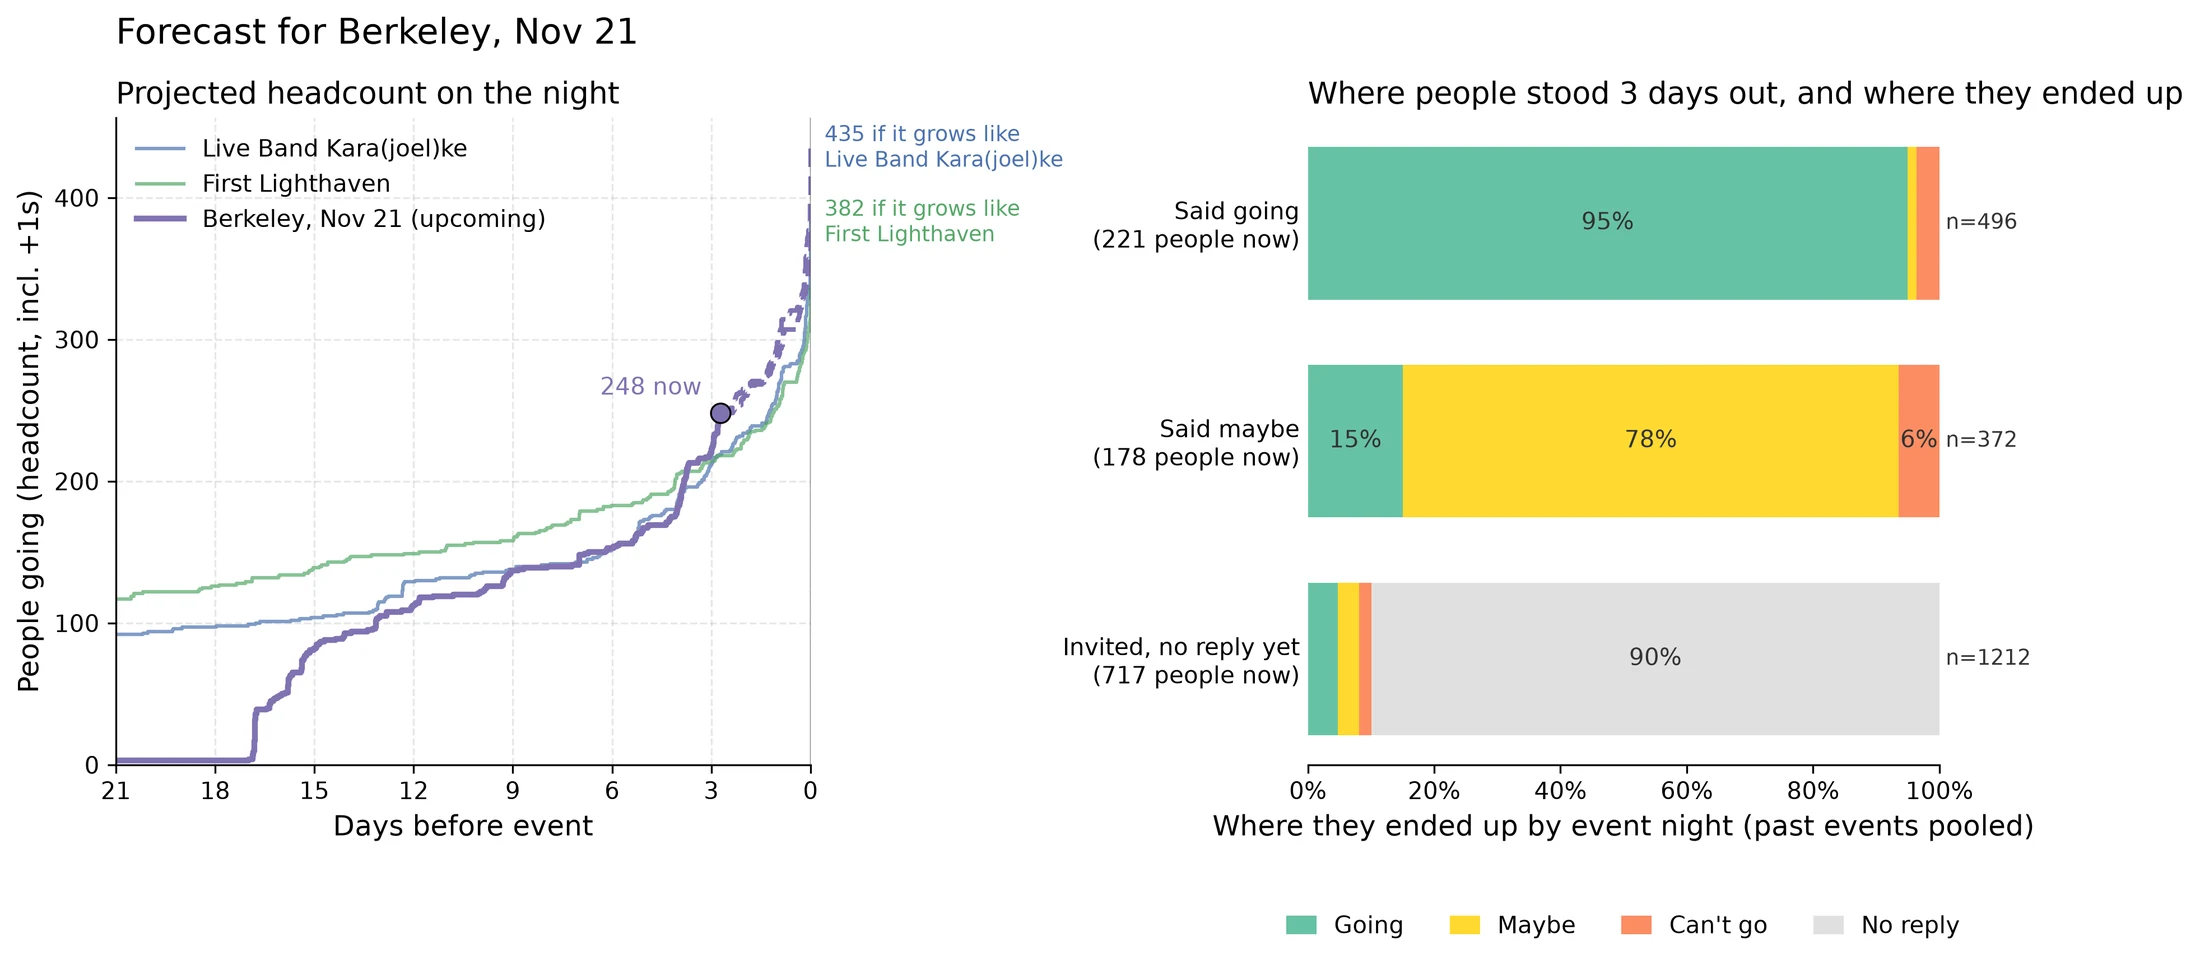 Forecast for Berkeley, Nov 21
Projected headcount on the night
People going (headcount, incl. +1s)
400
300
200
100
0
Live Band Kara(joel)ke
First Lighthaven
Berkeley, Nov 21 (upcoming)
248 now
435 if it grows like
Live Band Kara(joel)ke
382 if it grows like
First Lighthaven
21 18 15 12 9 6 3 0
Days before event
Where people stood 3 days out, and where they ended up
Said going
(221 people now)
95%
n=496
Said maybe
(178 people now)
15% 78% 6%
n=372
Invited, no reply yet
(717 people now)
90%
n=1212
0% 20% 40% 60% 80% 100%
Where they ended up by event night (past events pooled)
Going Maybe Can't go No reply